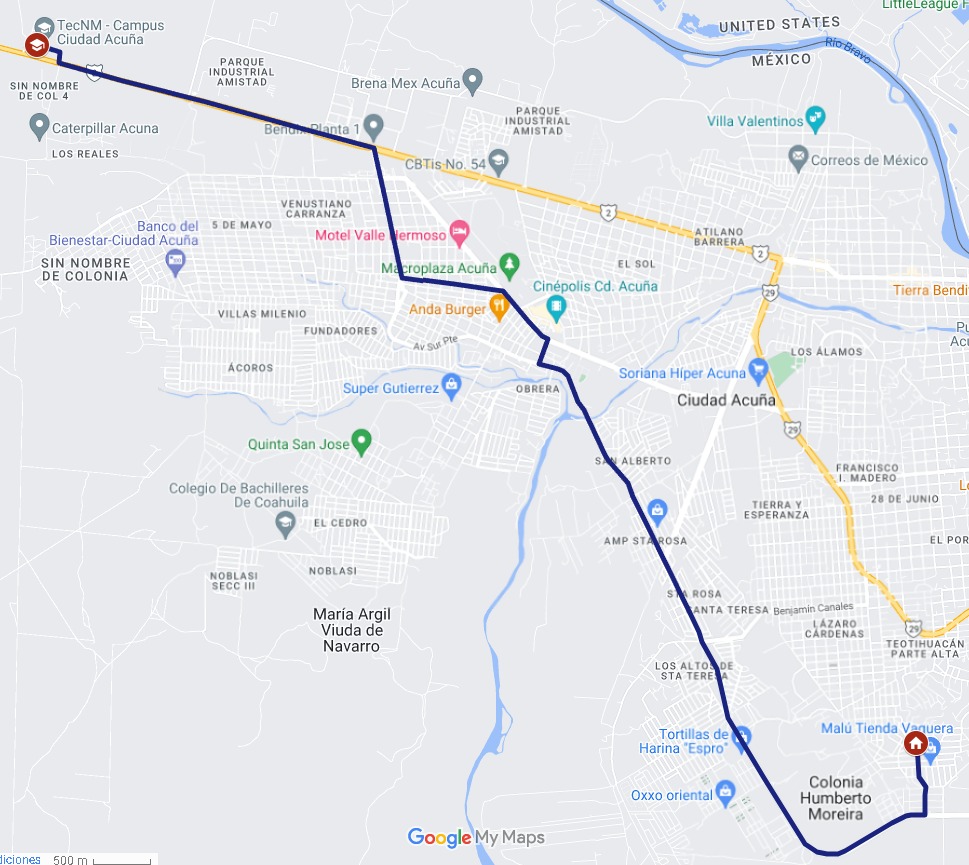 LittleLeague F
UNITED STATES
Río Bravo
MÉXICO
TecNM - Campus
Ciudad Acuña
2
PARQUE
INDUSTRIAL
AMISTAD
SIN NOMBRE
DE COL 4
Brena Mex Acuña
PARQUE
INDUSTRIAL
AMISTAD
Villa Valentinos
Caterpillar Acuna
Bendix Planta 1
LOS REALES
CBTis No. 54
Correos de México
VENUSTIANO
CARRANZA
2
5 DE MAYO
Banco del
Bienestar-Ciudad Acuña
Motel Valle Hermoso
ATILANO
BARRERA
2
SIN NOMBRE
DE COLONIA
Macroplaza Acuña
EL SOL
Cinépolis Cd. Acuña
29
Tierra Bendi
Anda Burger
VILLAS MILENIO
FUNDADORES
Av Sur Pte
LOS ÁLAMOS
ÁCOROS
Super Gutierrez
OBRERA
Soriana Híper Acuna
Ciudad Acuña
29
Quinta San Jose
SAN ALBERTO
FRANCISCO
I. MADERO
Colegio De Bachilleres
De Coahuila
28 DE JUNIO
TIERRA Y
ESPERANZA
EL CEDRO
AMP STA ROSA
EL POR
NOBLASI
NOBLASI
SECC III
STA ROSA
SANTA TERESA
Benjamin Canales
María Argil
Viuda de
Navarro
LÁZARO
CÁRDENAS
29
TEOTIHUACÁN
PARTE ALTA
LOS ALTOS DE
STA TERESA
Malú Tienda Vaquera
Tortillas de
Harina "Espro"
Oxxo oriental
Colonia
Humberto
Moreira
Google My Maps
diciones 500 m